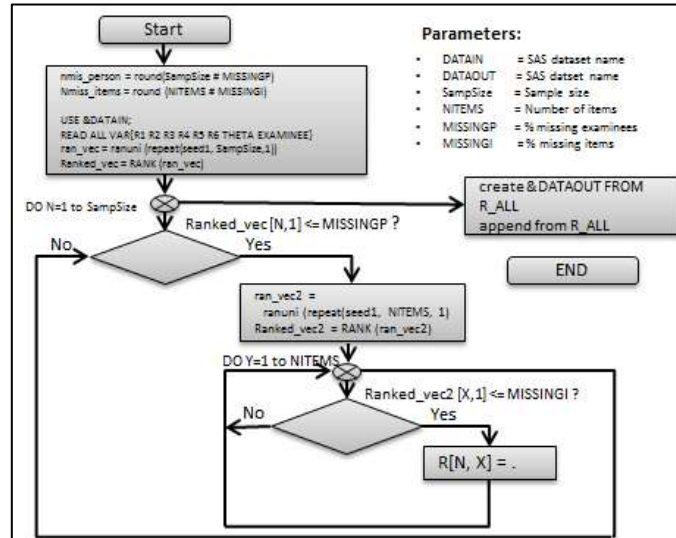 Start
Parameters:
▪ DATAIN = SAS dataset name
▪ DATAOUT = SAS datset name
▪ SampSize = Sample size
▪ NITEMS = Number of items
▪ MISSINGP = % missing examinees
▪ MISSINGI = % missing items
nmis_person = round(SampSize # MISSINGP)
Nmiss_items = round (NITEMS # MISSINGI)
USE &DATAIN;
READ ALL VAR{R1 R2 R3 R4 R5 R6 THETA EXAMINEE}
ran_vec = ranuni (repeat(seed1, SampSize,1))
Ranked_vec = RANK (ran_vec)
DO N=1 to SampSize
create &DATAOUT FROM
R_ALL
append from R_ALL
Ranked_vec [N,1] <= MISSINGP ?
No
Yes
END
ran_vec2 =
ranuni (repeat(seed1, NITEMS, 1)
Ranked_vec2 = RANK (ran_vec2)
DO Y=1 to NITEMS
Ranked_vec2 [X,1] <= MISSINGI ?
No
Yes
R[N, X] = .